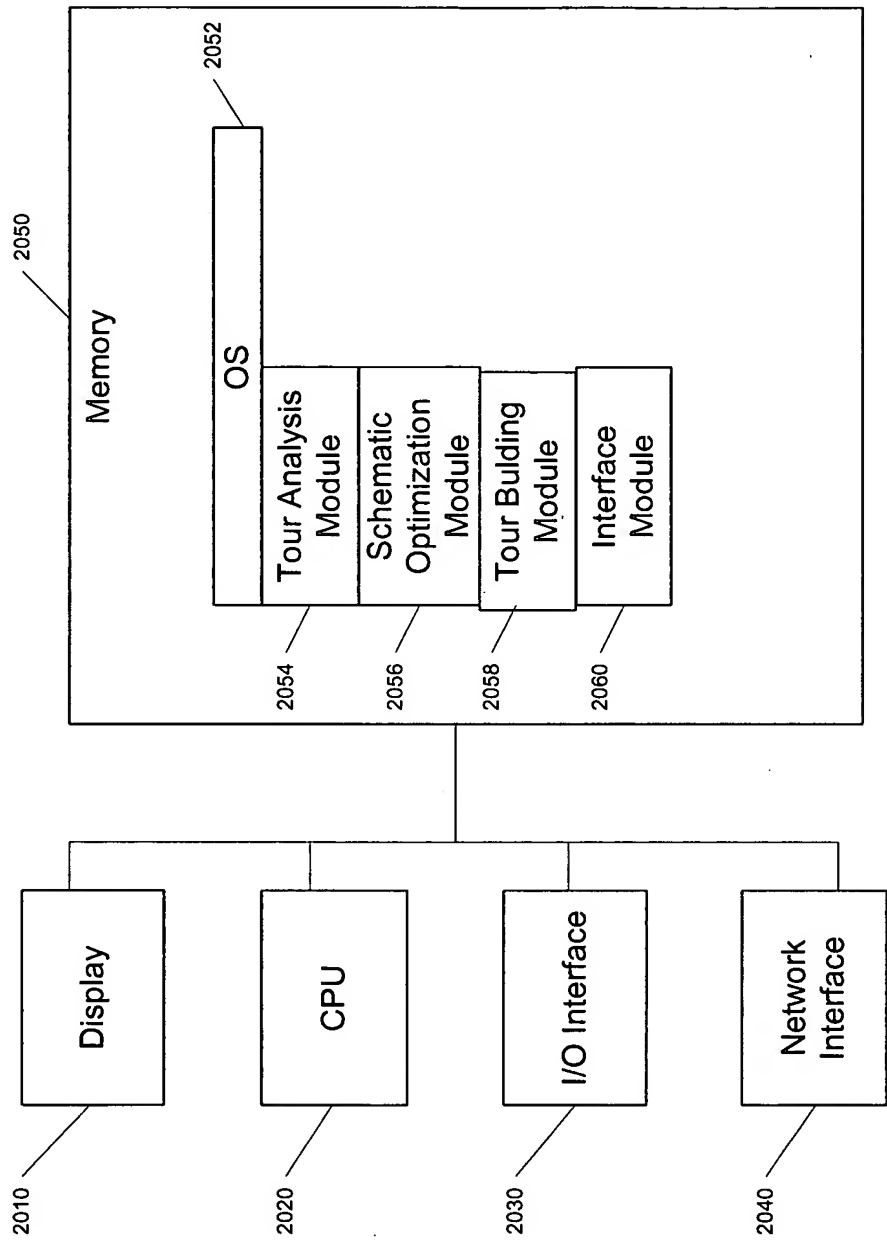 2010
Display
2020
CPU
2030
I/O Interface
2040
Network
Interface
2050
Memory
2052
OS
2054
Tour Analysis
Module
2056
Schematic
Optimization
Module
2058
Tour Bulding
Module
2060
Interface
Module